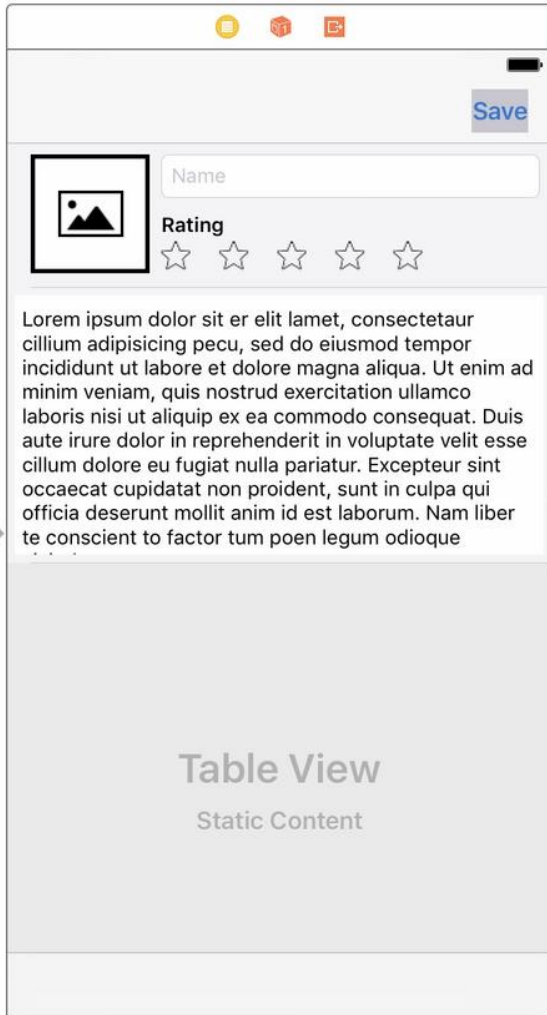 Save
Name
Rating
Lorem ipsum dolor sit er elit lamet, consectetaur
cillium adipisicing pecu, sed do eiusmod tempor
incididunt ut labore et dolore magna aliqua. Ut enim ad
minim veniam, quis nostrud exercitation ullamco
laboris nisi ut aliquip ex ea commodo consequat. Duis
aute irure dolor in reprehenderit in voluptate velit esse
cillum dolore eu fugiat nulla pariatur. Excepteur sint
occaecat cupidatat non proident, sunt in culpa qui
officia deserunt mollit anim id est laborum. Nam liber
te conscient to factor tum poen legum odioque
Table View
Static Content